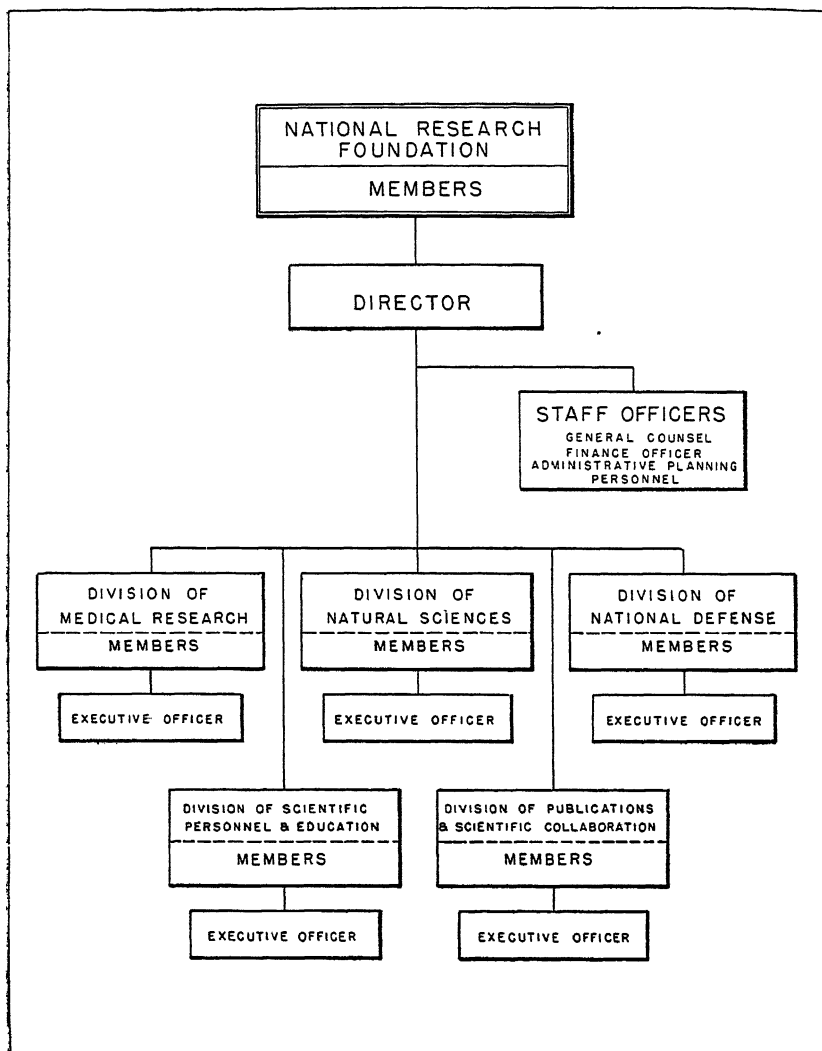 NATIONAL RESEARCH
FOUNDATION
MEMBERS
DIRECTOR
STAFF OFFICERS
GENERAL COUNSEL
FINANCE OFFICER
ADMINISTRATIVE PLANNING
PERSONNEL
DIVISION OF
MEDICAL RESEARCH
MEMBERS
EXECUTIVE OFFICER
DIVISION OF
NATURAL SCIENCES
MEMBERS
EXECUTIVE OFFICER
DIVISION OF
NATIONAL DEFENSE
MEMBERS
EXECUTIVE OFFICER
DIVISION OF SCIENTIFIC
PERSONNEL & EDUCATION
MEMBERS
EXECUTIVE OFFICER
DIVISION OF PUBLICATIONS
& SCIENTIFIC COLLABORATION
MEMBERS
EXECUTIVE OFFICER